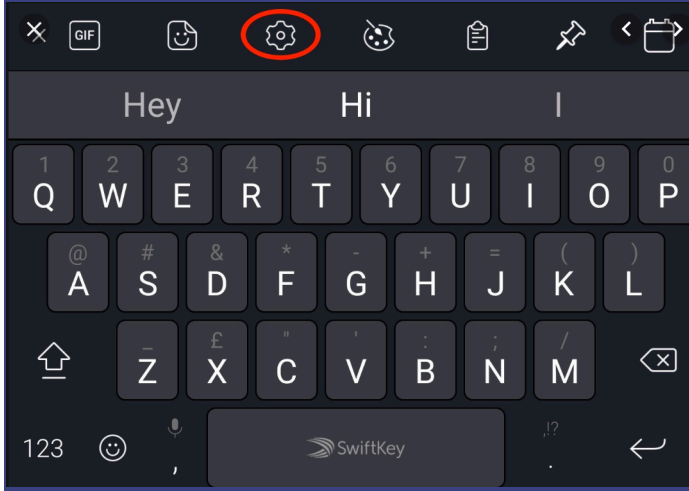 GIF
Hey Hi I
1 2 3 4 5 6 7 8 9 0
Q W E R T Y U I O P
@ # & * - + = ( )
A S D F G H J K L
_ £ " ' : ; /
Z X C V B N M
123 , SwiftKey ,!? .